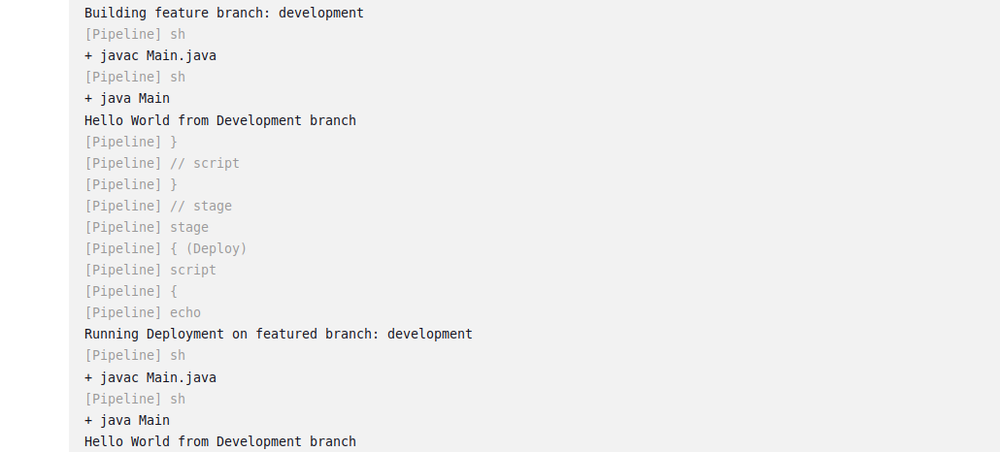 Building feature branch: development
[Pipeline] sh
+ javac Main.java
[Pipeline] sh
+ java Main
Hello World from Development branch
[Pipeline] }
[Pipeline] // script
[Pipeline] }
[Pipeline] // stage
[Pipeline] stage
[Pipeline] { (Deploy)
[Pipeline] script
[Pipeline] {
[Pipeline] echo
Running Deployment on featured branch: development
[Pipeline] sh
+ javac Main.java
[Pipeline] sh
+ java Main
Hello World from Development branch